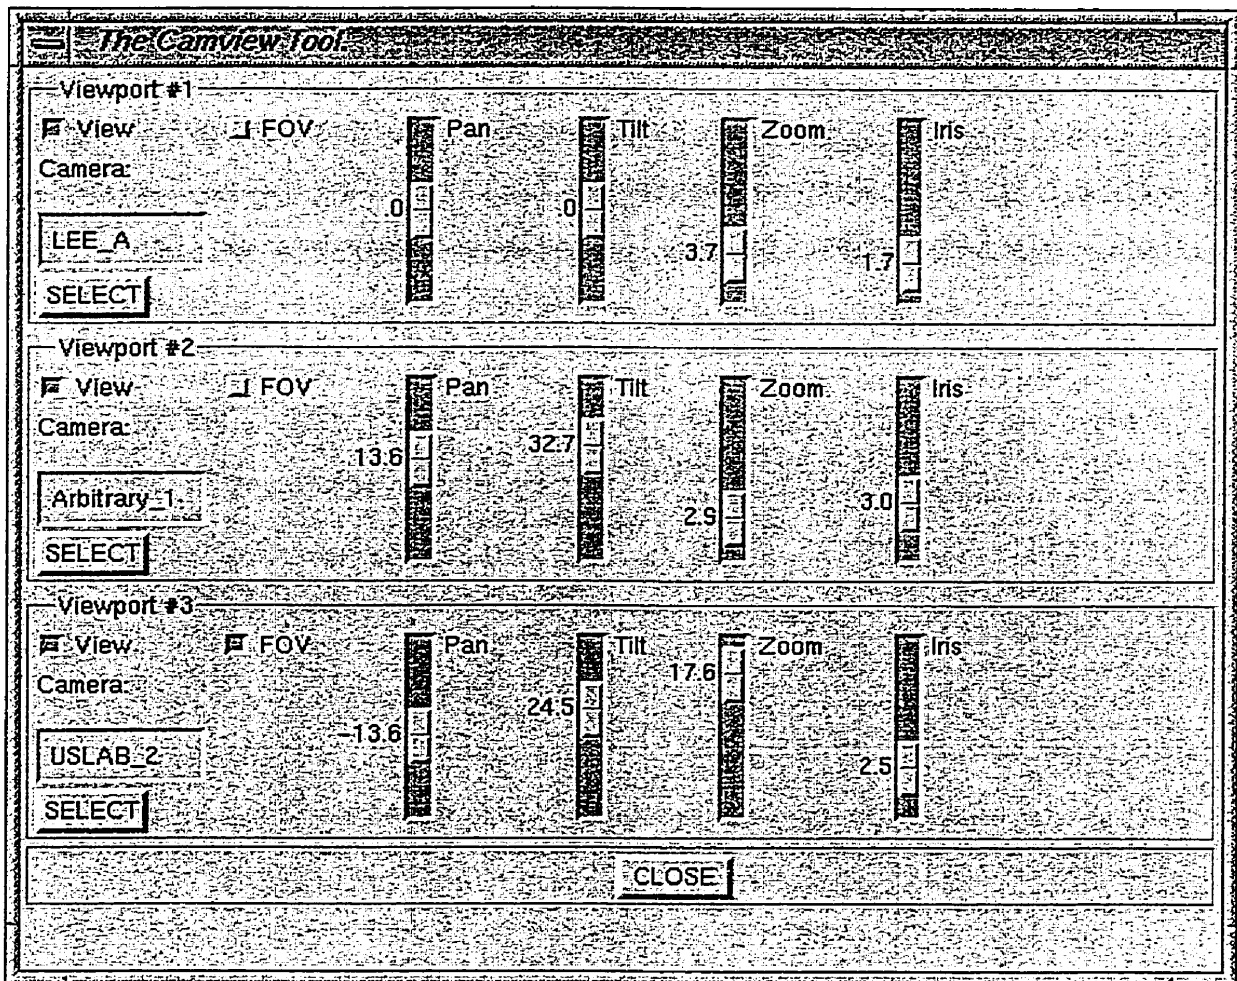 The Camview Tool
Viewport #1
View FOV Pan Tilt Zoom Iris
Camera:
0 0 3.7 1.7
LEE_A
SELECT
Viewport #2
View FOV Pan Tilt Zoom Iris
Camera:
13.6 32.7 2.9 3.0
Arbitrary_1
SELECT
Viewport #3
View FOV Pan Tilt Zoom Iris
Camera:
-13.6 24.5 17.6 2.5
USLAB_2
SELECT
CLOSE